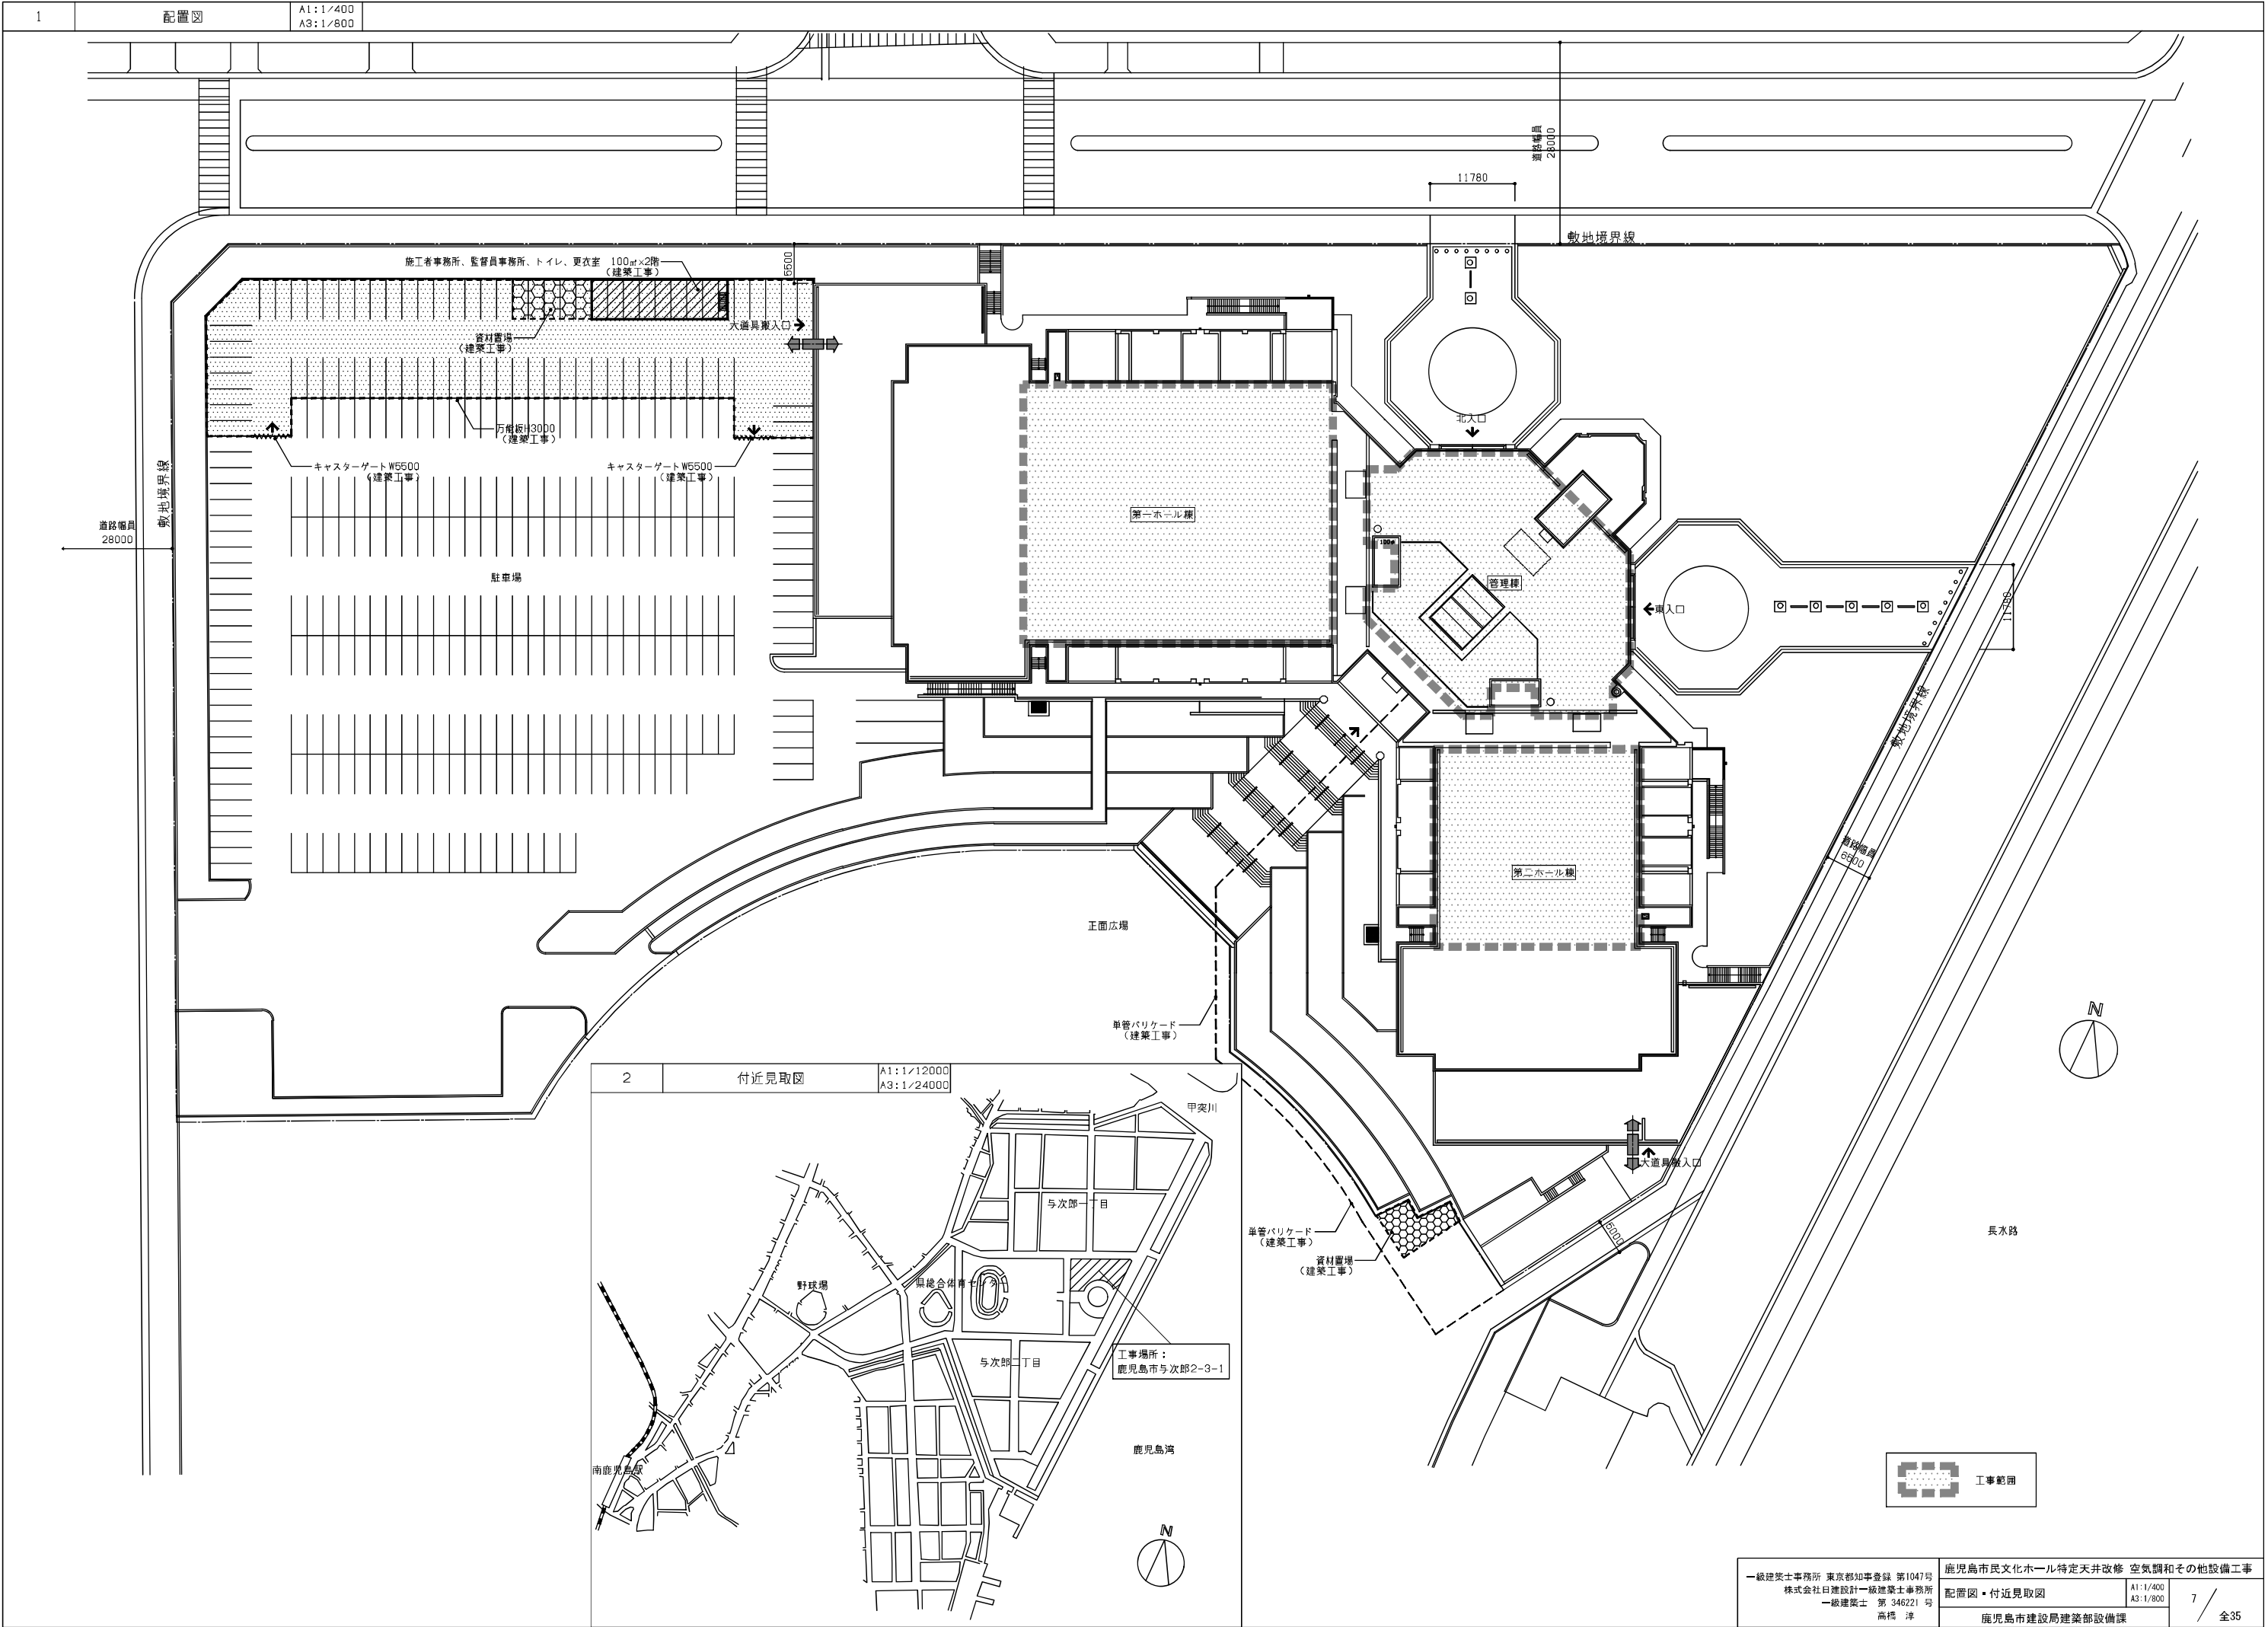 1
配置図
A1:1/400
A3:1/800
道路幅員
28000
11780
敷地境界線
施工者事務所、監督員事務所、トイレ、更衣室 100㎡×2階
(建築工事)
5500
大道具搬入口
資材置場
(建築工事)
万能板H3000
(建築工事)
キャスターゲートW5500
(建築工事)
キャスターゲートW5500
(建築工事)
敷地境界線
道路幅員
28000
駐車場
第一ホール棟
北入口
管理棟
東入口
11780
敷地境界線
道路幅員
6500
第二ホール棟
正面広場
単管バリケード
(建築工事)
N
大道具搬入口
単管バリケード
(建築工事)
資材置場
(建築工事)
6000
長水路
2
付近見取図
A1:1/12000
A3:1/24000
甲突川
与次郎一丁目
野球場
県総合体育センター
与次郎二丁目
工事場所:
鹿児島市与次郎2-3-1
鹿児島湾
南鹿児島駅
N
工事範囲
一級建築士事務所 東京都知事登録 第1047号
株式会社日建設計一級建築士事務所
一級建築士 第 346221 号
高橋 淳
鹿児島市民文化ホール特定天井改修 空気調和その他設備工事
配置図・付近見取図
A1:1/400
A3:1/800
7
全35
鹿児島市建設局建築部設備課